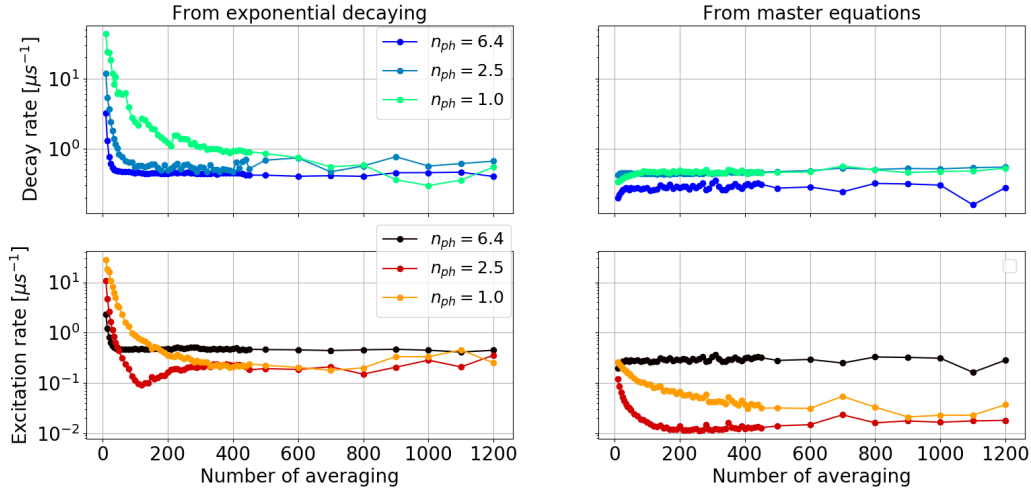 From exponential decaying
From master equations
Decay rate [μs⁻¹]
10¹
10⁰
n_ph = 6.4
n_ph = 2.5
n_ph = 1.0
Excitation rate [μs⁻¹]
10¹
10⁰
10⁻¹
10⁻²
n_ph = 6.4
n_ph = 2.5
n_ph = 1.0
0 200 400 600 800 1000 1200
0 200 400 600 800 1000 1200
Number of averaging
Number of averaging